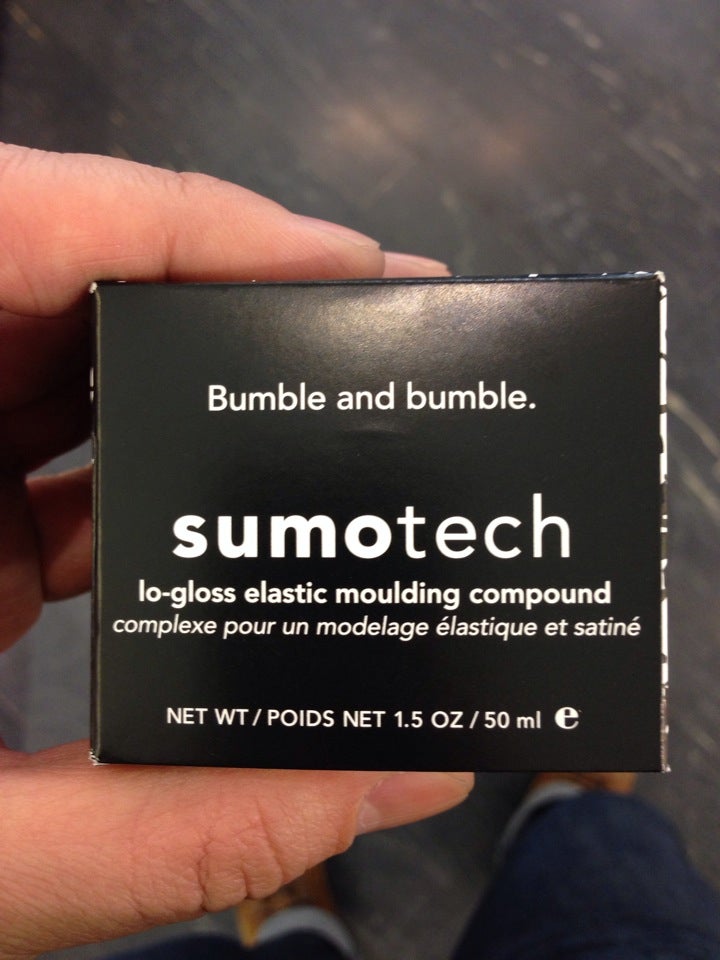 Bumble and bumble.
sumotech
lo-gloss elastic moulding compound
complexe pour un modelage élastique et satiné
NET WT / POIDS NET 1.5 OZ / 50 ml e